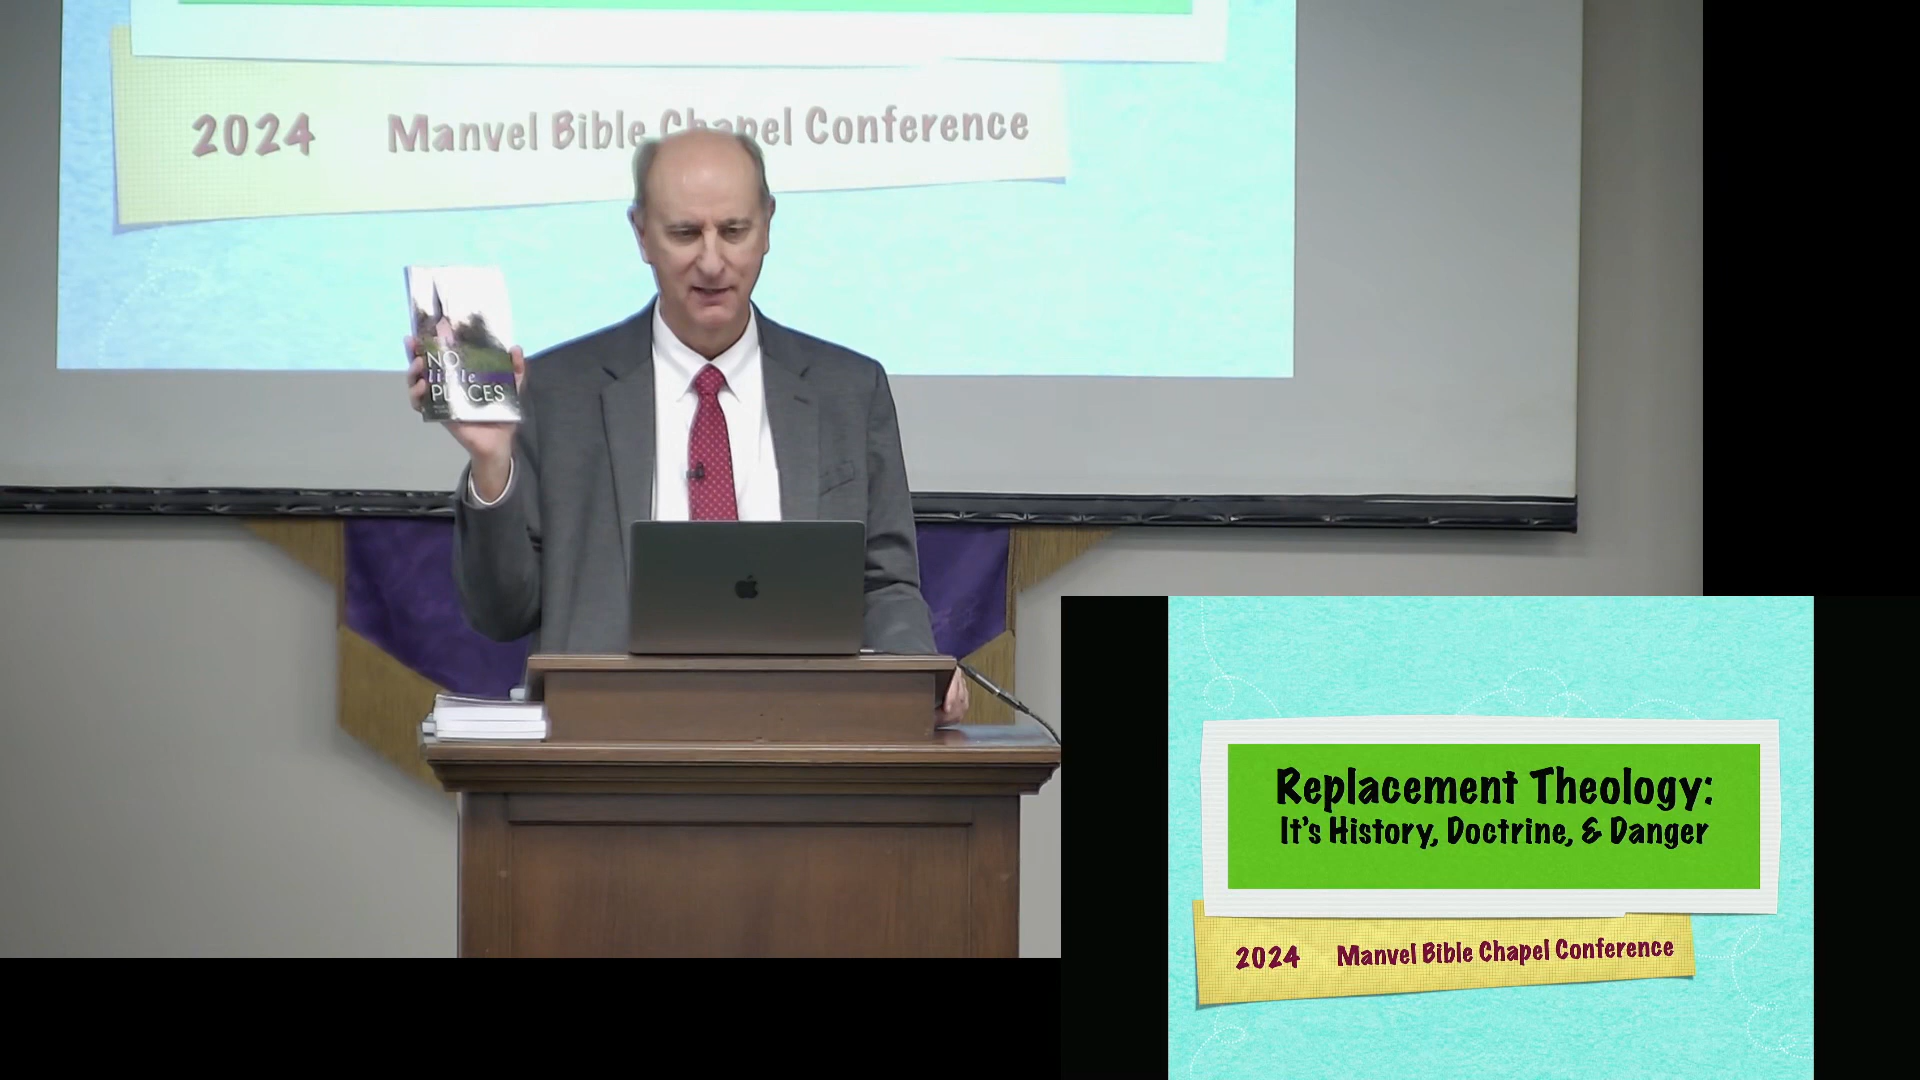 2024 Manvel Bible Chapel Conference
NO
little
PLACES
Replacement Theology:
It's History, Doctrine, & Danger
2024 Manvel Bible Chapel Conference